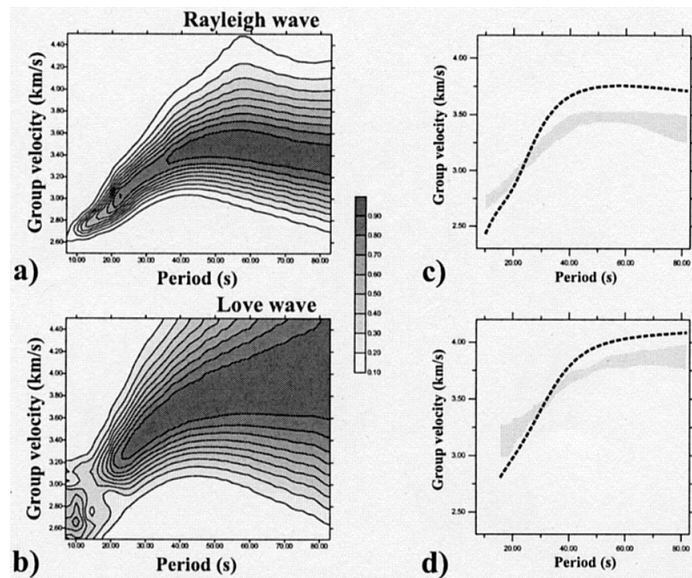 Rayleigh wave
Group velocity (km/s)
4.40
4.20
4.00
3.80
3.60
3.40
3.20
3.00
2.80
2.60
10.00 20.00 30.00 40.00 50.00 60.00 70.00 80.00
Period (s)
a)
Group velocity (km/s)
4.00
3.50
3.00
2.50
20.00 40.00 60.00 80.00
Period (s)
c)
0.90
0.80
0.70
0.60
0.50
0.40
0.30
0.20
0.10
Love wave
Group velocity (km/s)
4.40
4.20
4.00
3.80
3.60
3.40
3.20
3.00
2.80
2.60
10.00 20.00 30.00 40.00 50.00 60.00 70.00 80.00
Period (s)
b)
Group velocity (km/s)
4.00
3.50
3.00
2.50
20.00 40.00 60.00 80.00
Period (s)
d)